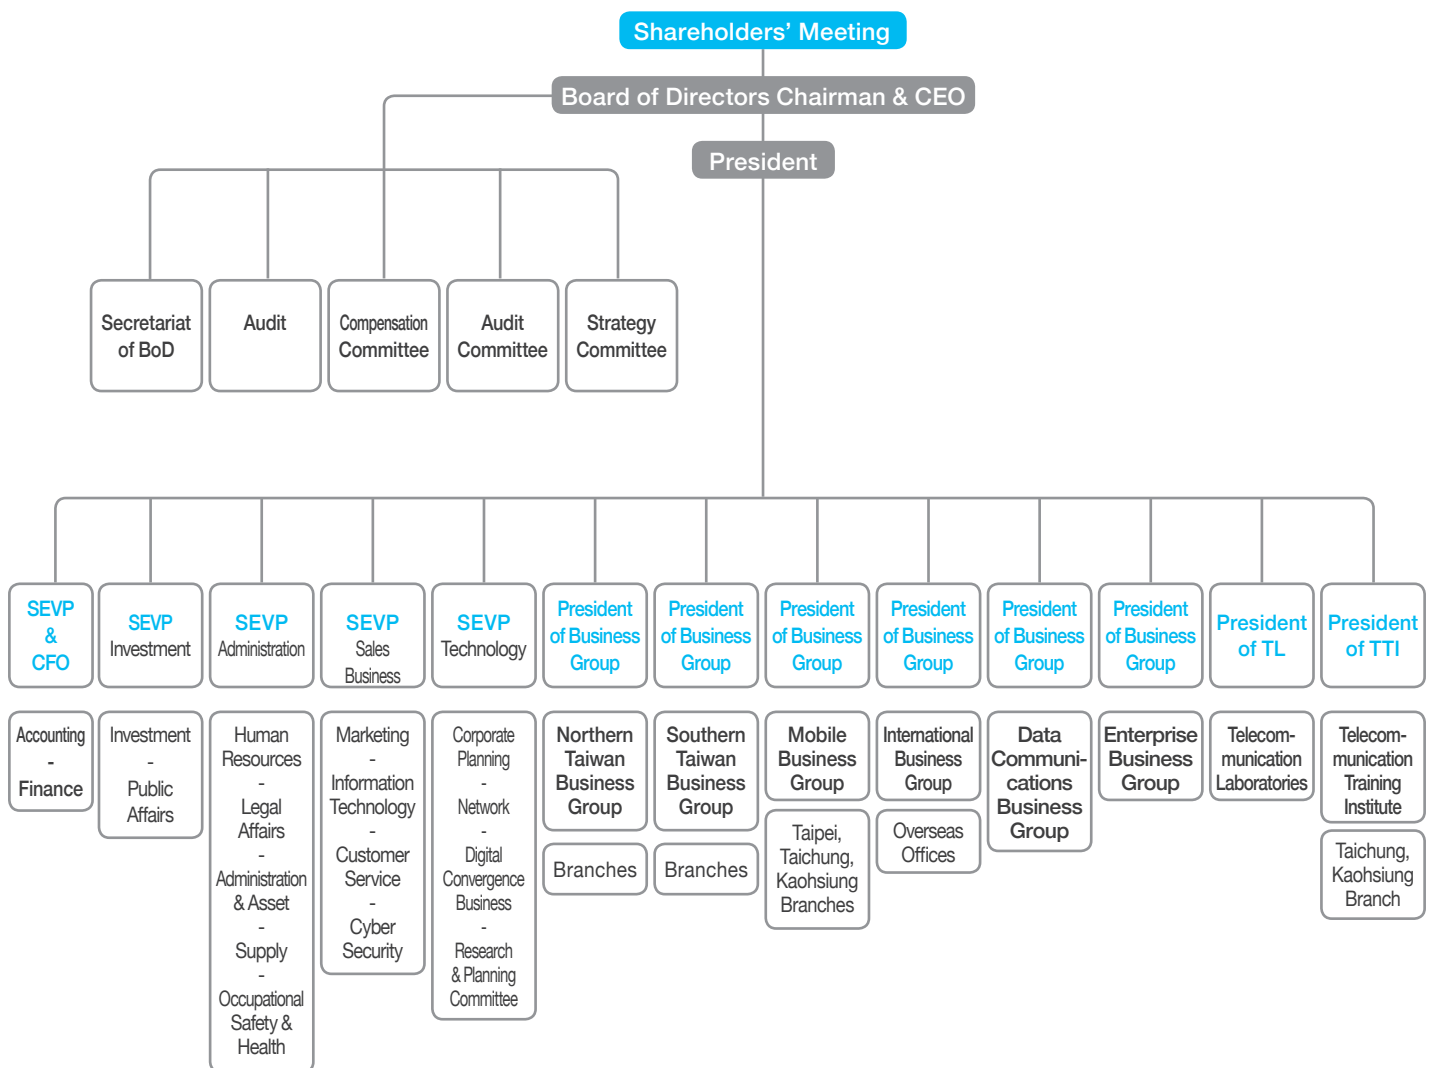 Shareholders’ Meeting
Board of Directors Chairman & CEO
President
Secretariat
of BoD
Audit
Compensation
Committee
Audit
Committee
Strategy
Committee
SEVP
&
CFO
SEVP
Investment
SEVP
Administration
SEVP
Sales
Business
SEVP
Technology
President
of Business
Group
President
of Business
Group
President
of Business
Group
President
of Business
Group
President
of Business
Group
President
of Business
Group
President
of TL
President
of TTI
Accounting
-
Finance
Investment
-
Public
Affairs
Human
Resources
-
Legal
Affairs
-
Administration
& Asset
-
Supply
-
Occupational
Safety &
Health
Marketing
-
Information
Technology
-
Customer
Service
-
Cyber
Security
Corporate
Planning
-
Network
-
Digital
Convergence
Business
-
Research
& Planning
Committee
Northern
Taiwan
Business
Group
Branches
Southern
Taiwan
Business
Group
Branches
Mobile
Business
Group
Taipei,
Taichung,
Kaohsiung
Branches
International
Business
Group
Overseas
Offices
Data
Communi-
cations
Business
Group
Enterprise
Business
Group
Telecom-
munication
Laboratories
Telecom-
munication
Training
Institute
Taichung,
Kaohsiung
Branch